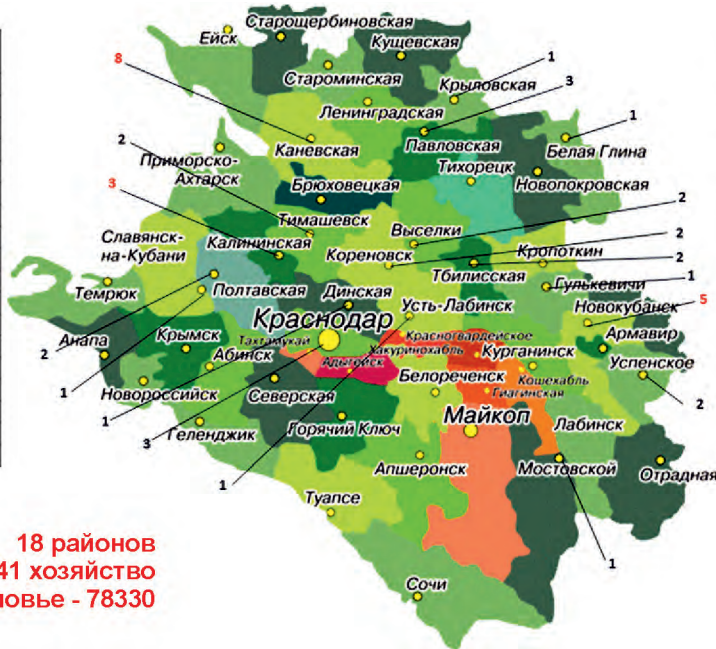 Старощербиновская
Ейск
Кущевская
8
Староминская
1
Крыловская
3
Ленинградская
1
2
Каневская
Павловская
Белая Глина
Приморско-
Ахтарск
Тихорецк
3
Брюховецкая
Новопокровская
Тимашевск
2
Славянск-
на-Кубани
Калининская
Выселки
2
Кореновск
Кропоткин
2
Тбилисская
Темрюк
Полтавская
Динская
Гулькевичи
1
Усть-Лабинск
Новокубанск
5
Краснодар
Анапа
Крымск
Тахтамукай
Красногвардейское
Армавир
2
Абинск
Хакуринохабль
Курганинск
Адыгейск
Успенское
1
Белореченск
Кошехабль
Новороссийск
Северская
Гиагинская
2
1
Майкоп
Лабинск
Геленджик
3
Горячий Ключ
1
Апшеронск
Мостовской
Отрадная
Туапсе
18 районов
41 хозяйство
1
ловье - 78330
Сочи